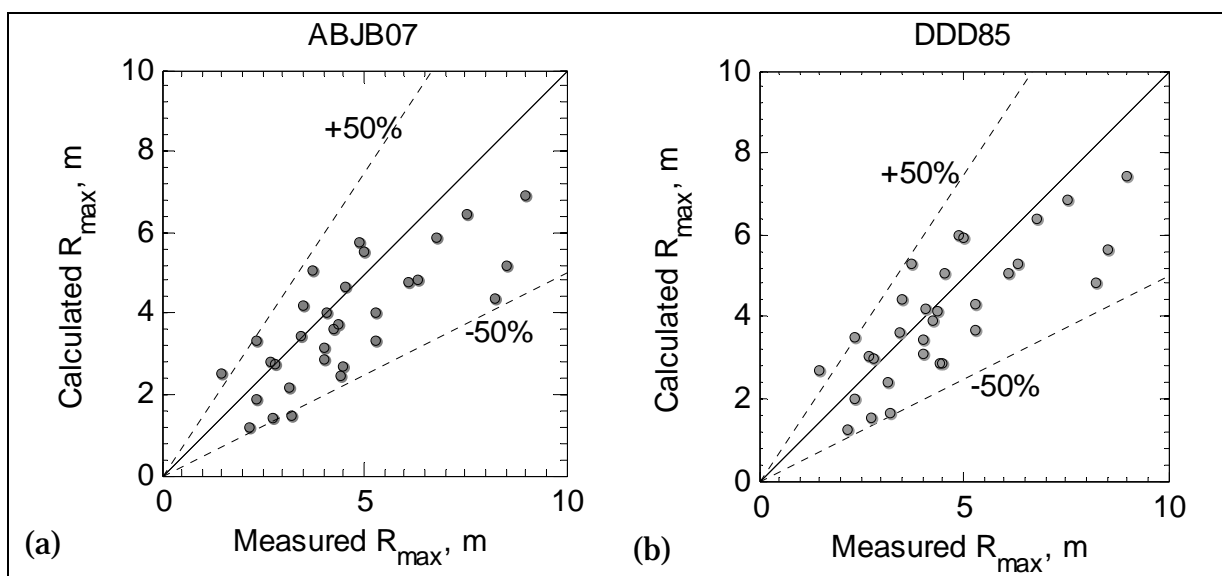 ABJB07
10
8
6
4
2
0
0
5
10
+50%
-50%
Calculated R_max, m
Measured R_max, m
(a)
DDD85
10
8
6
4
2
0
0
5
10
+50%
-50%
Calculated R_max, m
Measured R_max, m
(b)